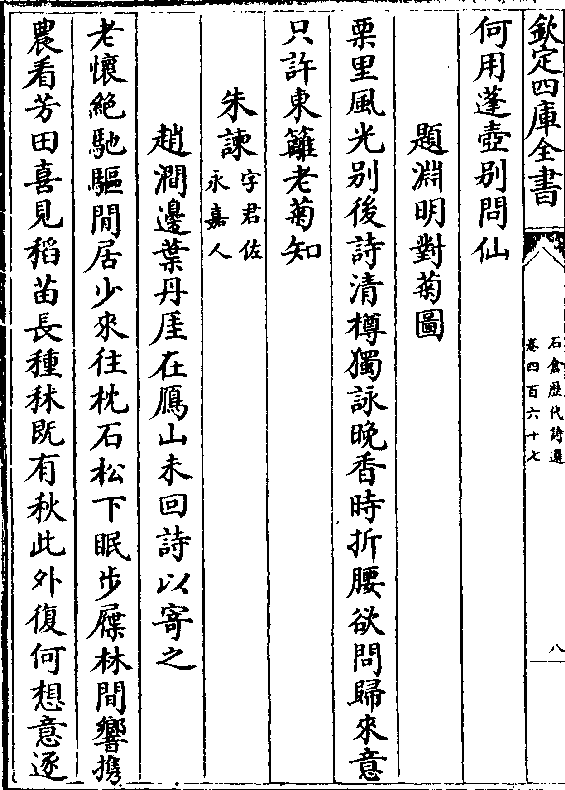 欽定四庫全書
石倉歷代詩選
卷四百六十七
八
何用蓬壺别問仙
題淵明對菊圖
栗里風光别後詩清樽獨詠晚香時折腰欲問歸來意
只許東籬老菊知
朱諫字君佐永嘉人
趙澗邊葉丹厓在鴈山未回詩以寄之
老懷絶馳驅閒居少來往枕石松下眠步屧林間響携
農看芳田喜見稻苗長種秫既有秋此外復何想意逐